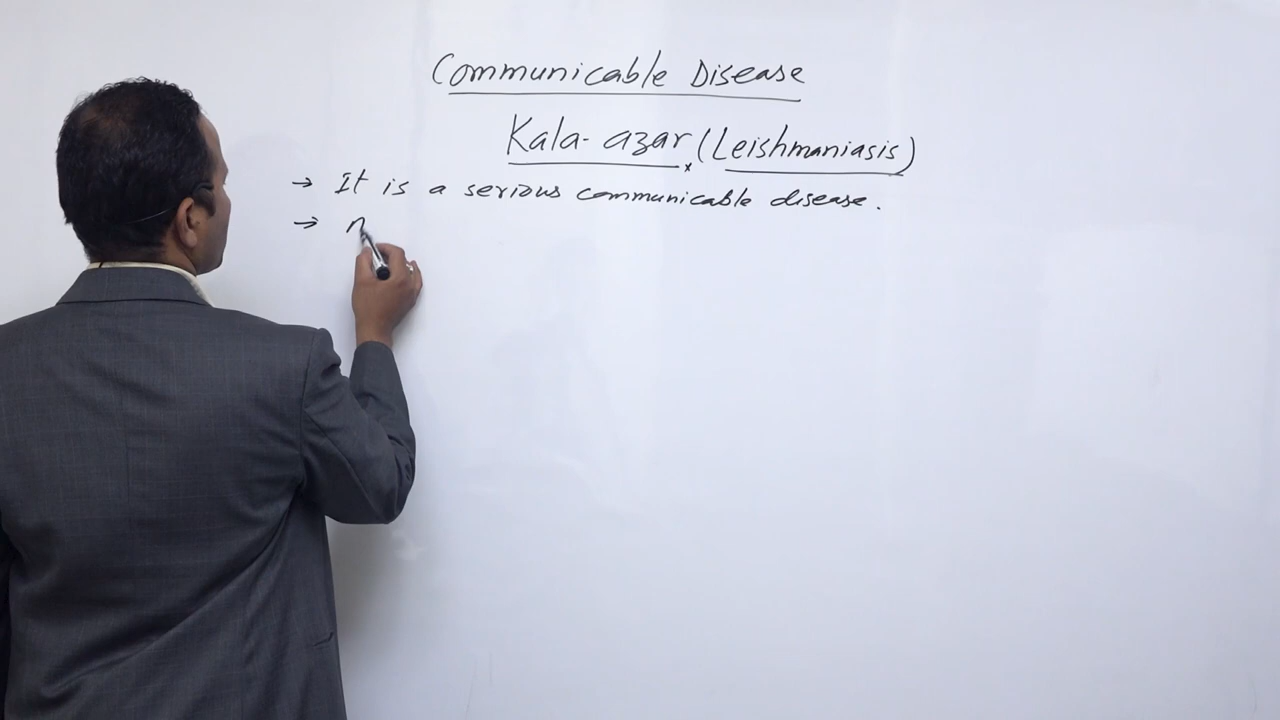 Communicable Disease
Kala-azar (Leishmaniasis)
→ It is a serious communicable disease.
→